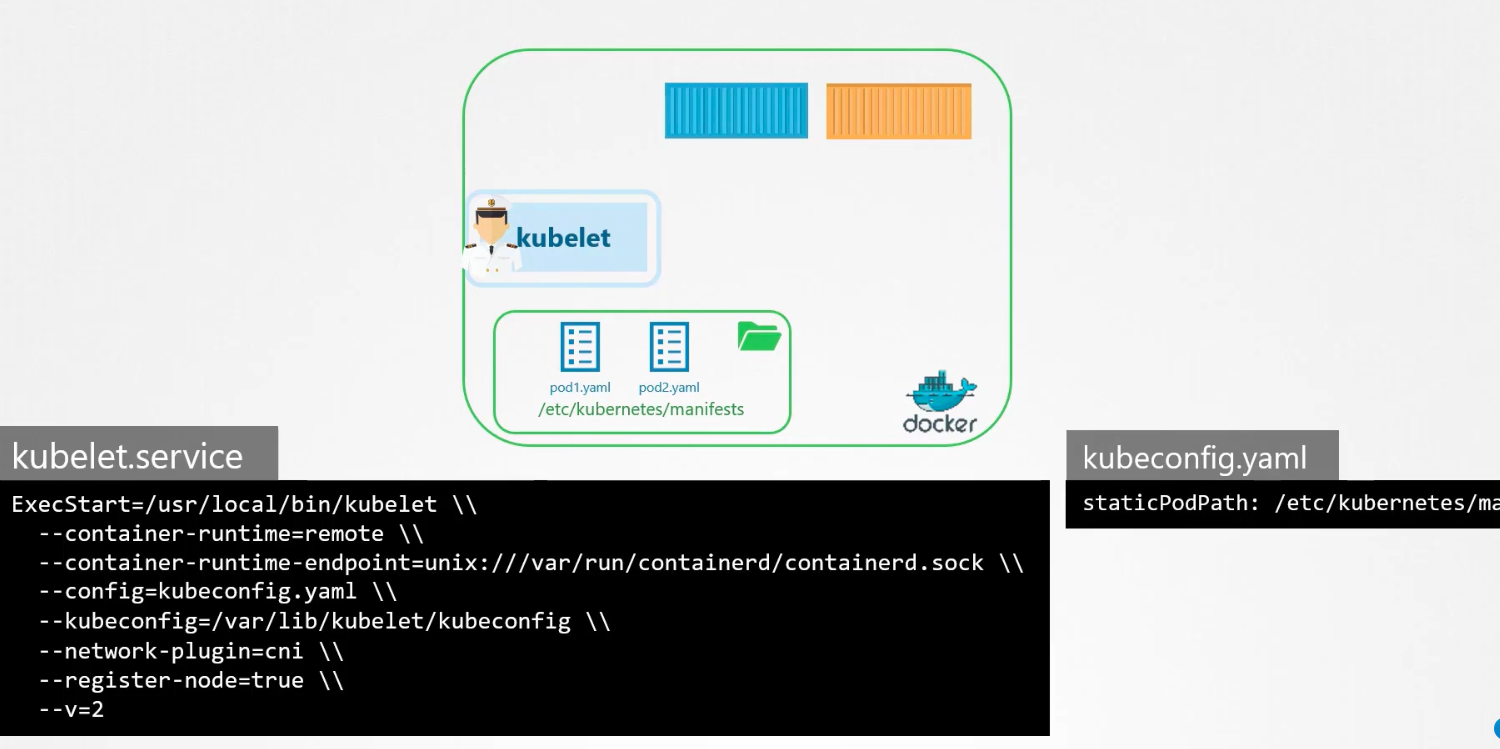 kubelet
pod1.yaml
pod2.yaml
/etc/kubernetes/manifests
docker
kubelet.service
ExecStart=/usr/local/bin/kubelet \\
--container-runtime=remote \\
--container-runtime-endpoint=unix:///var/run/containerd/containerd.sock \\
--config=kubeconfig.yaml \\
--kubeconfig=/var/lib/kubelet/kubeconfig \\
--network-plugin=cni \\
--register-node=true \\
--v=2
kubeconfig.yaml
staticPodPath: /etc/kubernetes/ma